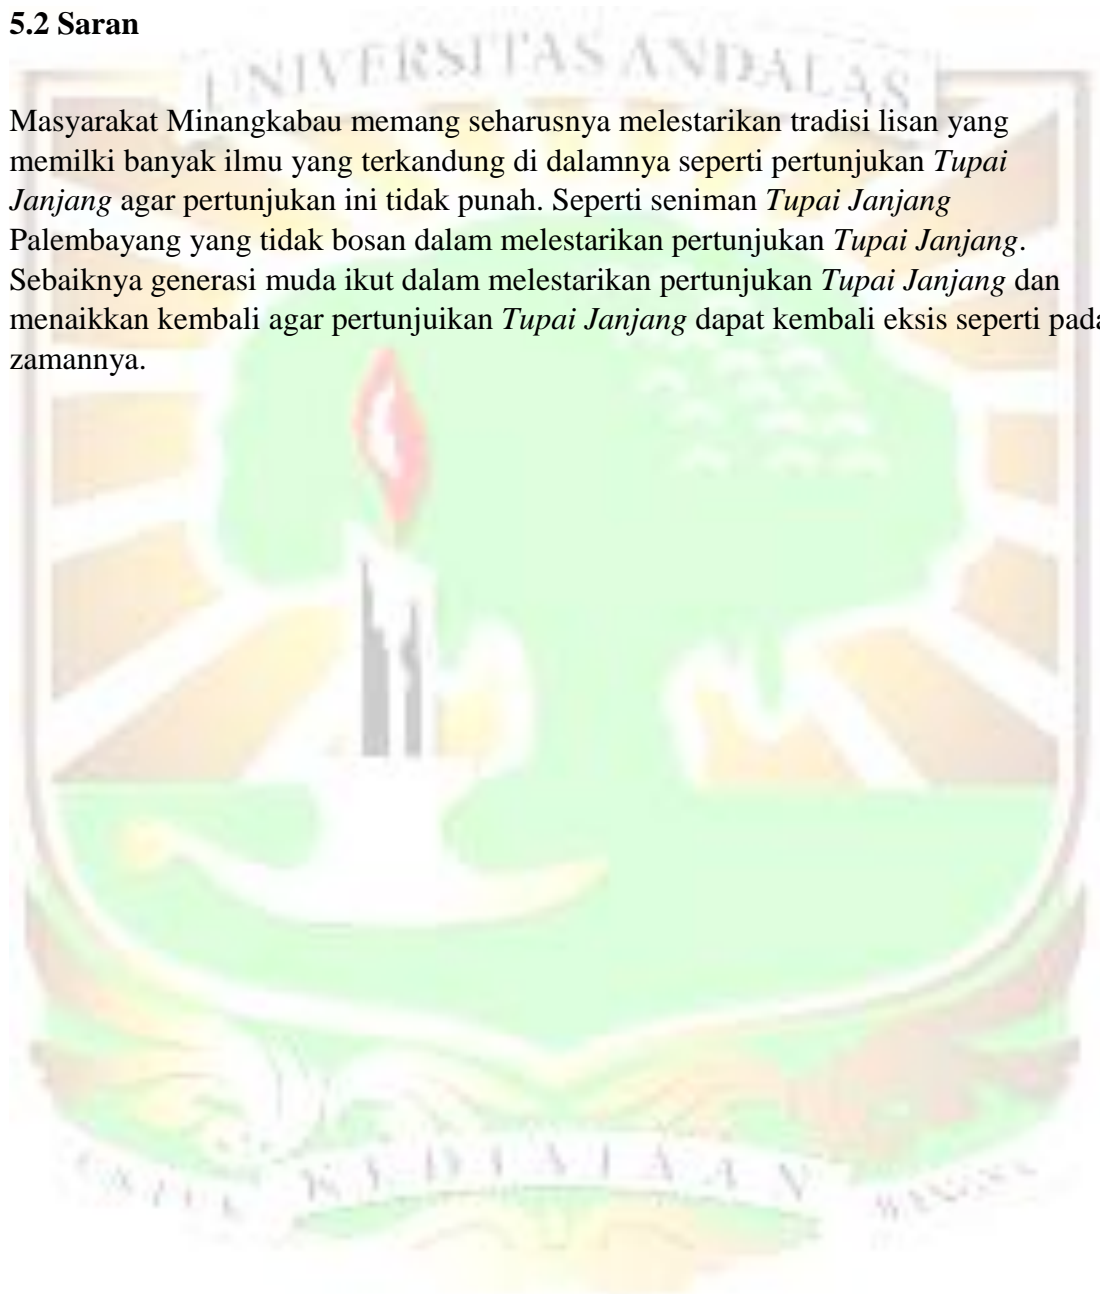 5.2 Saran
UNIVERSITAS ANDALAS
Masyarakat Minangkabau memang seharusnya melestarikan tradisi lisan yang
memilki banyak ilmu yang terkandung di dalamnya seperti pertunjukan Tupai
Janjang agar pertunjukan ini tidak punah. Seperti seniman Tupai Janjang
Palembayang yang tidak bosan dalam melestarikan pertunjukan Tupai Janjang.
Sebaiknya generasi muda ikut dalam melestarikan pertunjukan Tupai Janjang dan
menaikkan kembali agar pertunjuikan Tupai Janjang dapat kembali eksis seperti pada
zamannya.
UNTUK KEDJAJAAN BANGSA